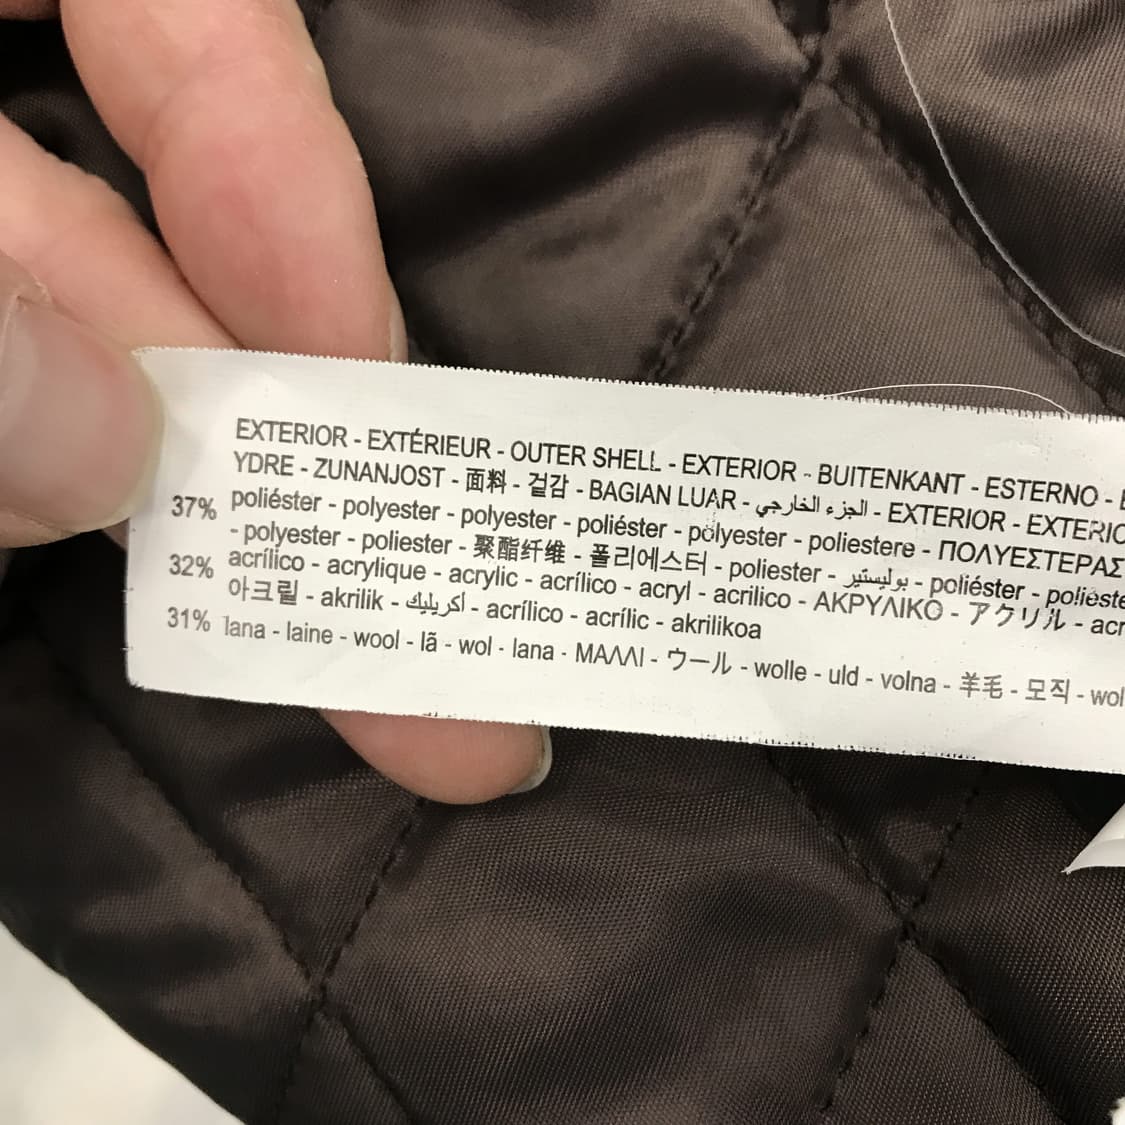 EXTERIOR - EXTÉRIEUR - OUTER SHELL - EXTERIOR - BUITENKANT - ESTERNO -
YDRE - ZUNANJOST - 面料 - 겉감 - BAGIAN LUAR - الجزء الخارجي - EXTERIOR -
37% poliéster - polyester - polyester - poliéster - polyester - poliestere - ΠΟΛΥΕΣΤΕΡΑΣ
- polyester - poliester - 聚酯纤维 - 폴리에스터 - poliester - بوليستير - poliéster -
32% acrílico - acrylique - acrylic - acrílico - acryl - acrilico - ΑΚΡΥΛΙΚΟ - アクリル -
아크릴 - akrilik - أكريليك - acrílico - acrílic - akrilikoa
31% lana - laine - wool - lã - wol - lana - ΜΑΛΛΙ - ウール - wolle - uld - volna - 羊毛 - 모직 -